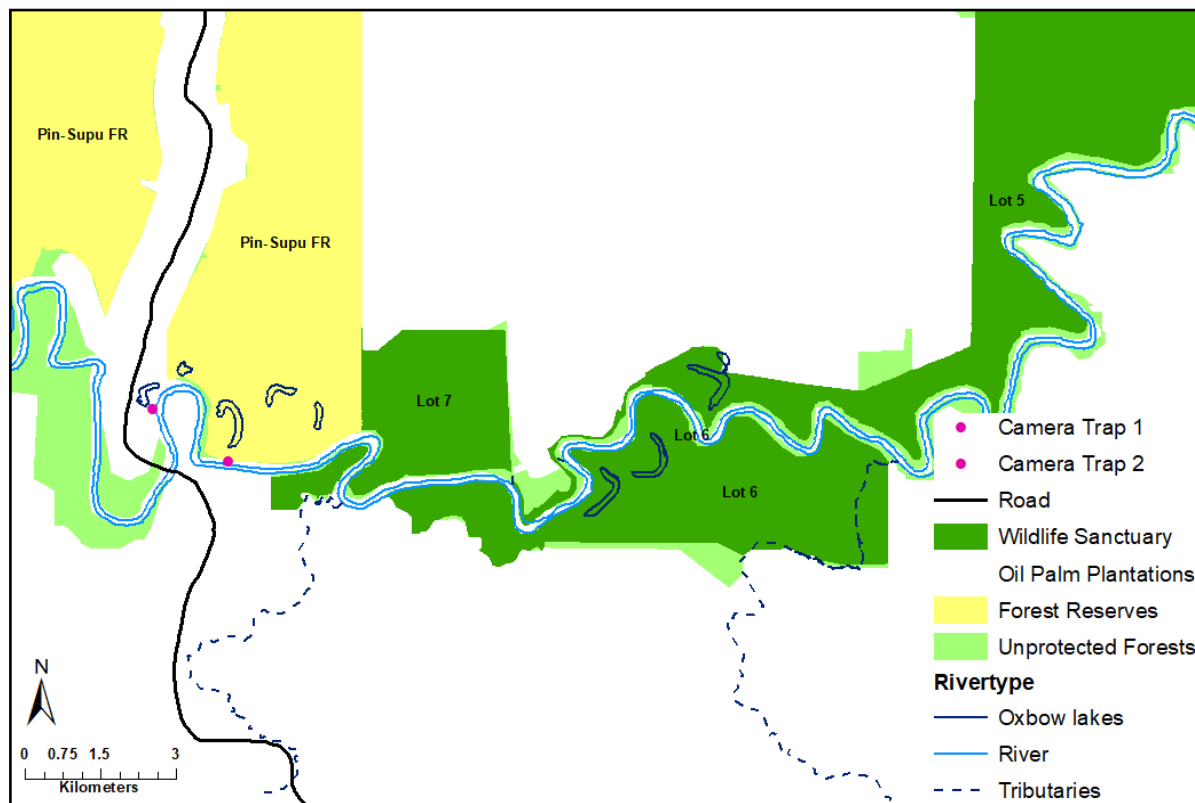 Pin-Supu FR
Lot 5
Pin-Supu FR
Lot 7
Lot 6
Lot 6
Camera Trap 1
Camera Trap 2
Road
Wildlife Sanctuary
Oil Palm Plantations
Forest Reserves
Unprotected Forests
Rivertype
Oxbow lakes
River
Tributaries
N
0 0.75 1.5 3
Kilometers